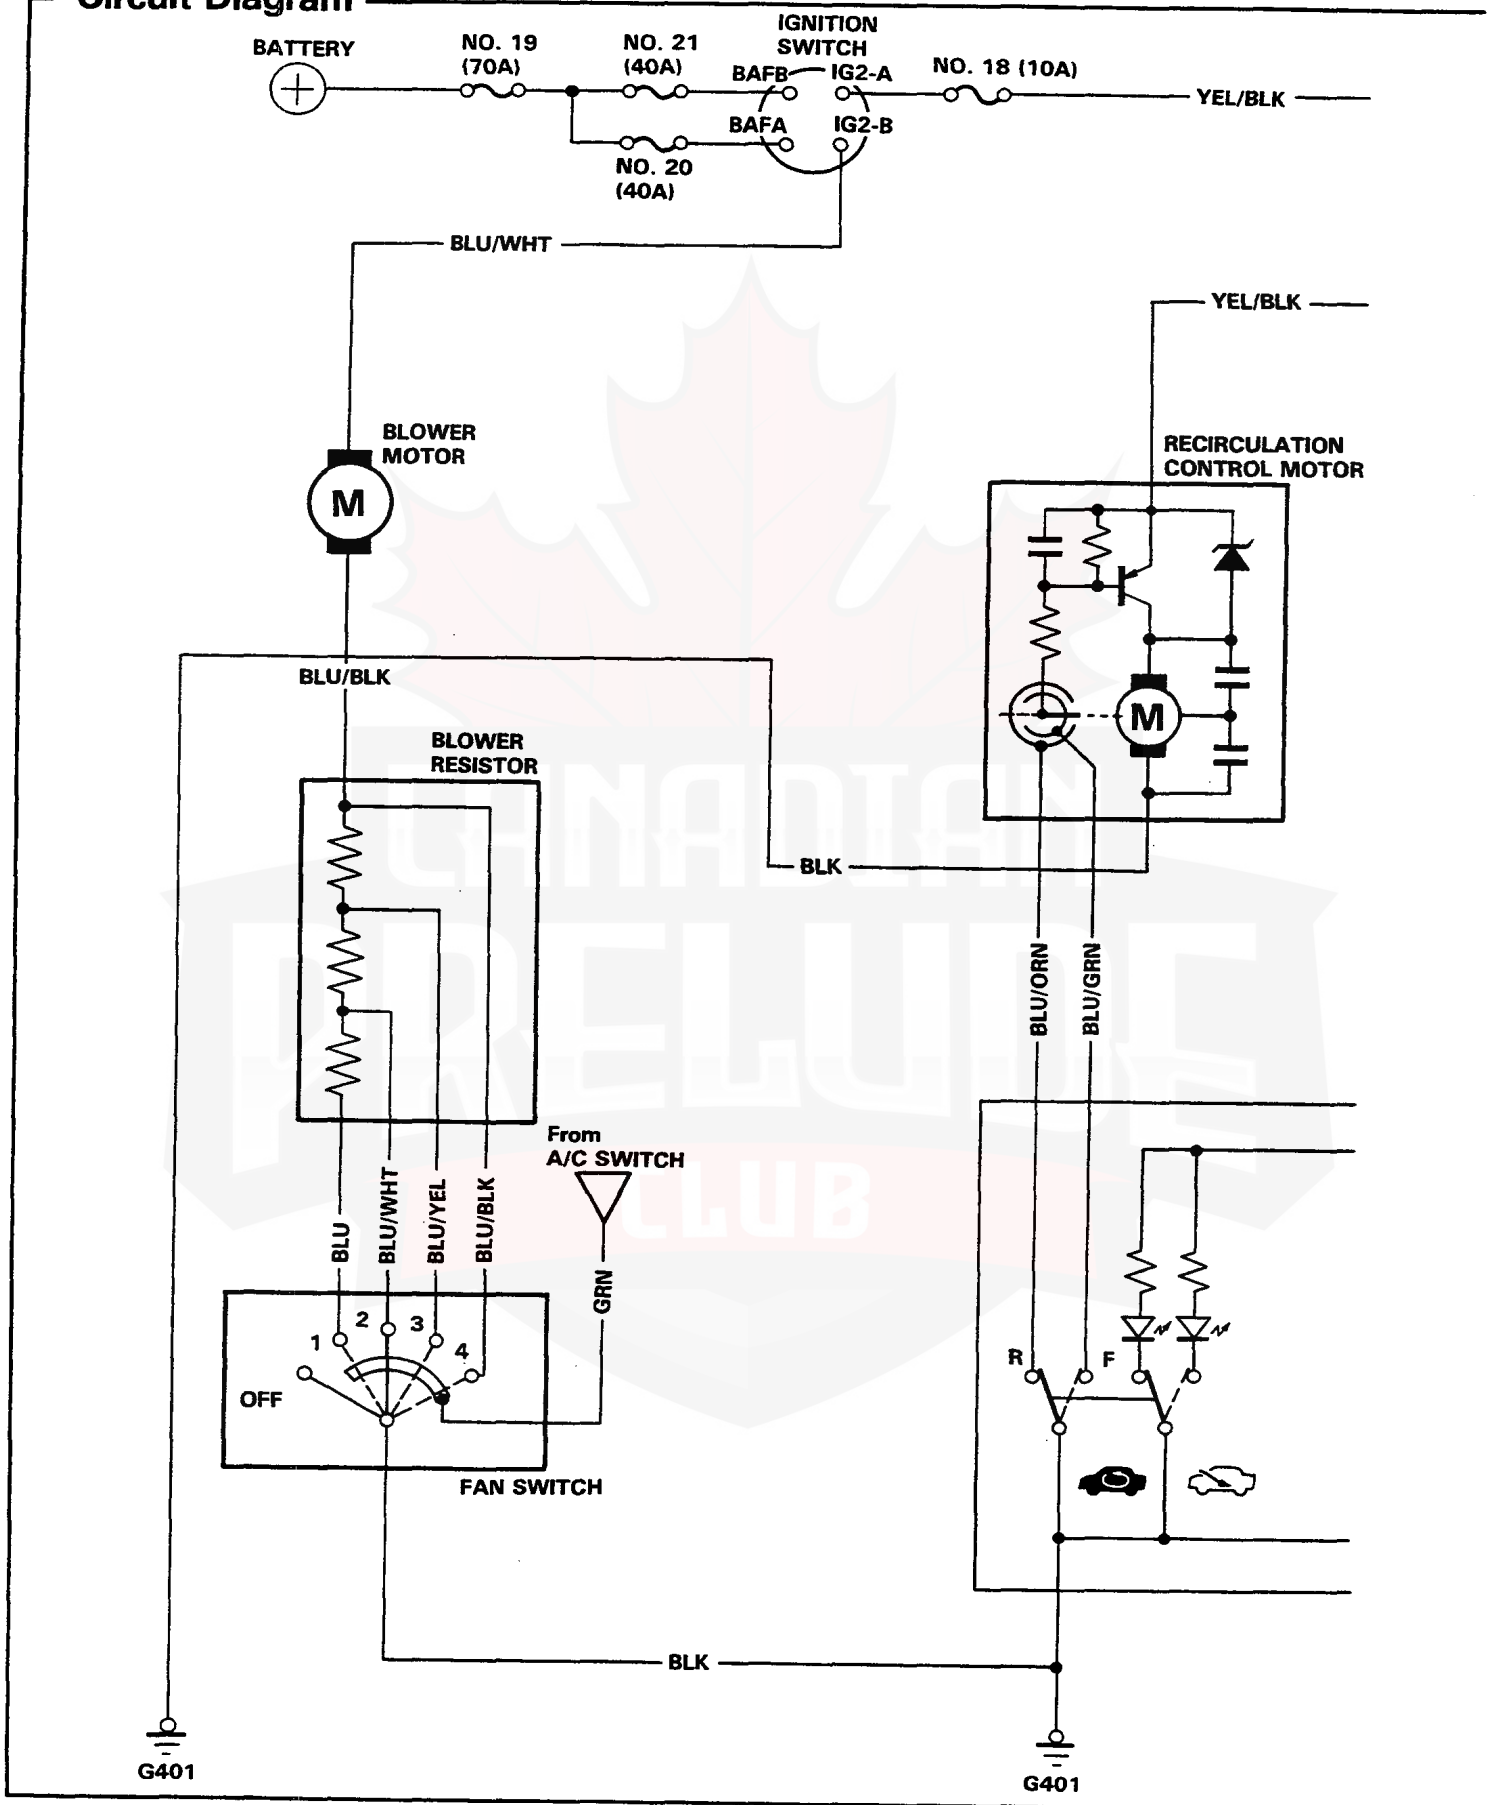 Circuit Diagram
BATTERY
NO. 19
(70A)
NO. 21
(40A)
IGNITION
SWITCH
BAFB
IG2-A
NO. 18 (10A)
YEL/BLK
BAFA
IG2-B
NO. 20
(40A)
BLU/WHT
YEL/BLK
BLOWER
MOTOR
M
RECIRCULATION
CONTROL MOTOR
BLU/BLK
M
BLOWER
RESISTOR
CANADIAN
PRELUDE
CLUB
BLK
BLU/ORN
BLU/GRN
From
A/C SWITCH
BLU
BLU/WHT
BLU/YEL
BLU/BLK
GRN
1
2
3
4
OFF
R
F
FAN SWITCH
BLK
G401
G401